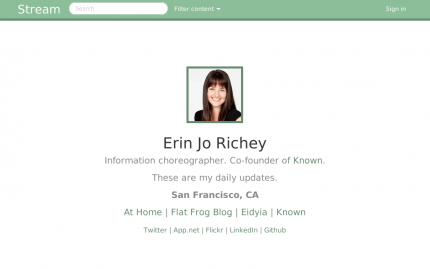 Stream Search Filter content Sign in
Erin Jo Richey
Information choreographer. Co-founder of Known.
These are my daily updates.
San Francisco, CA
At Home | Flat Frog Blog | Eidyia | Known
Twitter | App.net | Flickr | LinkedIn | Github